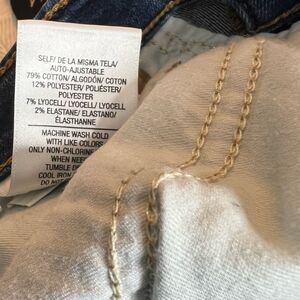 SELF/ DE LA MISMA TELA/
AUTO-AJUSTABLE
79% COTTON/ ALGODÓN/ COTON
12% POLYESTER/ POLIÉSTER/
POLYESTER
7% LYOCELL/ LYOCELL/ LYOCELL
2% ELASTANE/ ELASTANO/
ÉLASTHANNE
MACHINE WASH COLD
WITH LIKE COLORS
ONLY NON-CHLORINE
WHEN NEE
TUMBLE D
COOL IRON
DO NOT